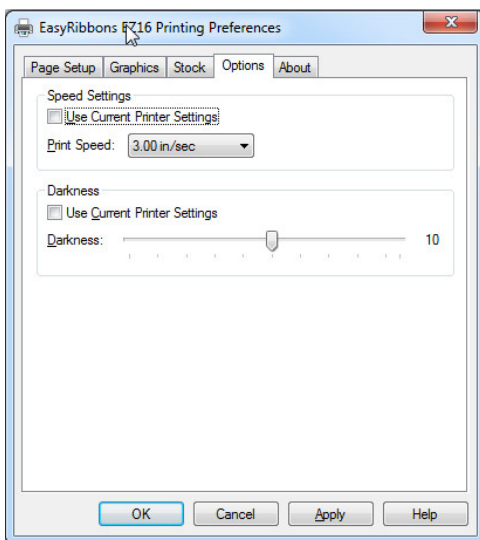 EasyRibbons EZ16 Printing Preferences
Page Setup Graphics Stock Options About
Speed Settings
Use Current Printer Settings
Print Speed: 3.00 in/sec
Darkness
Use Current Printer Settings
Darkness: 10
OK Cancel Apply Help